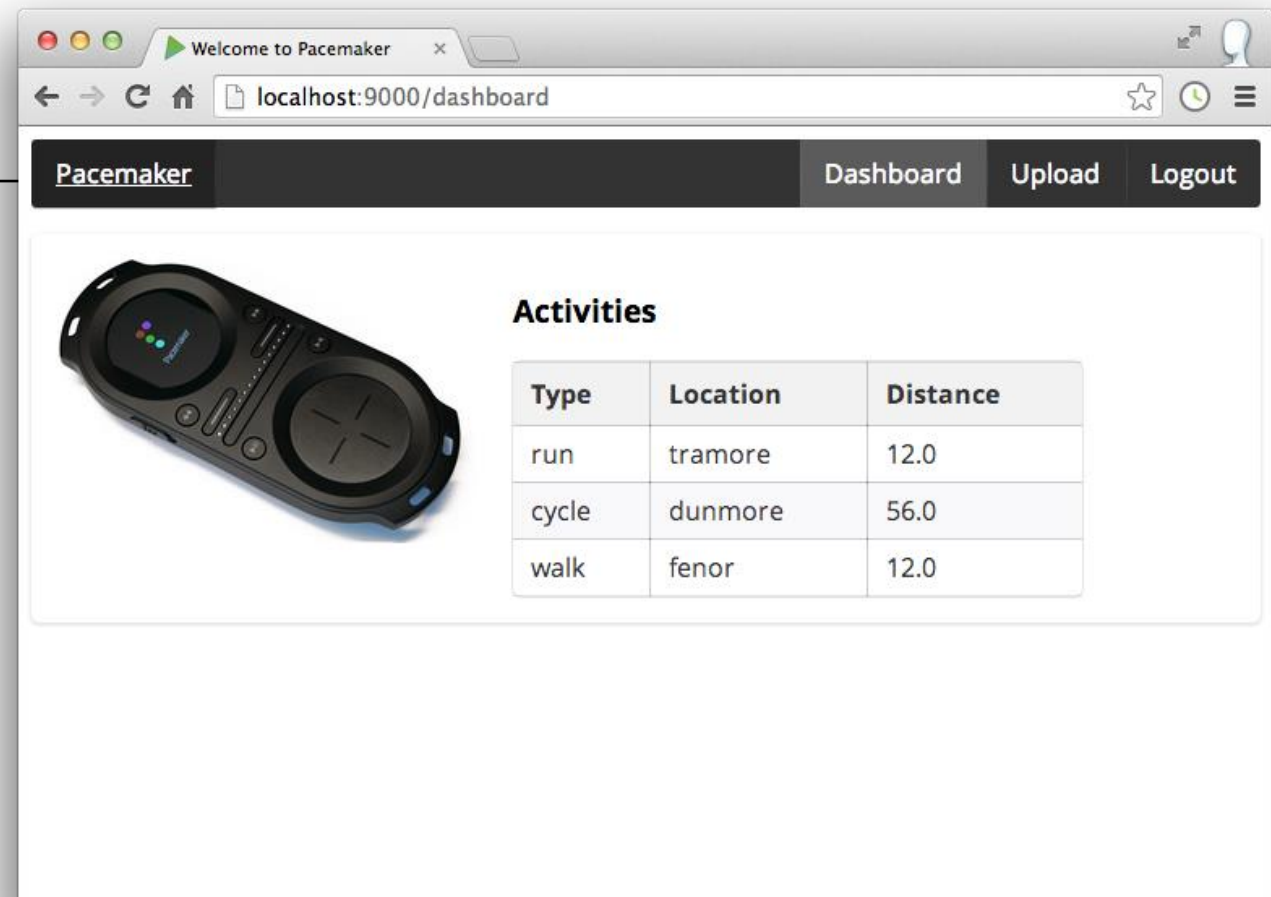 Welcome to Pacemaker
localhost:9000/dashboard
Pacemaker Dashboard Upload Logout
Pacemaker
Activities
Type Location Distance
run tramore 12.0
cycle dunmore 56.0
walk fenor 12.0